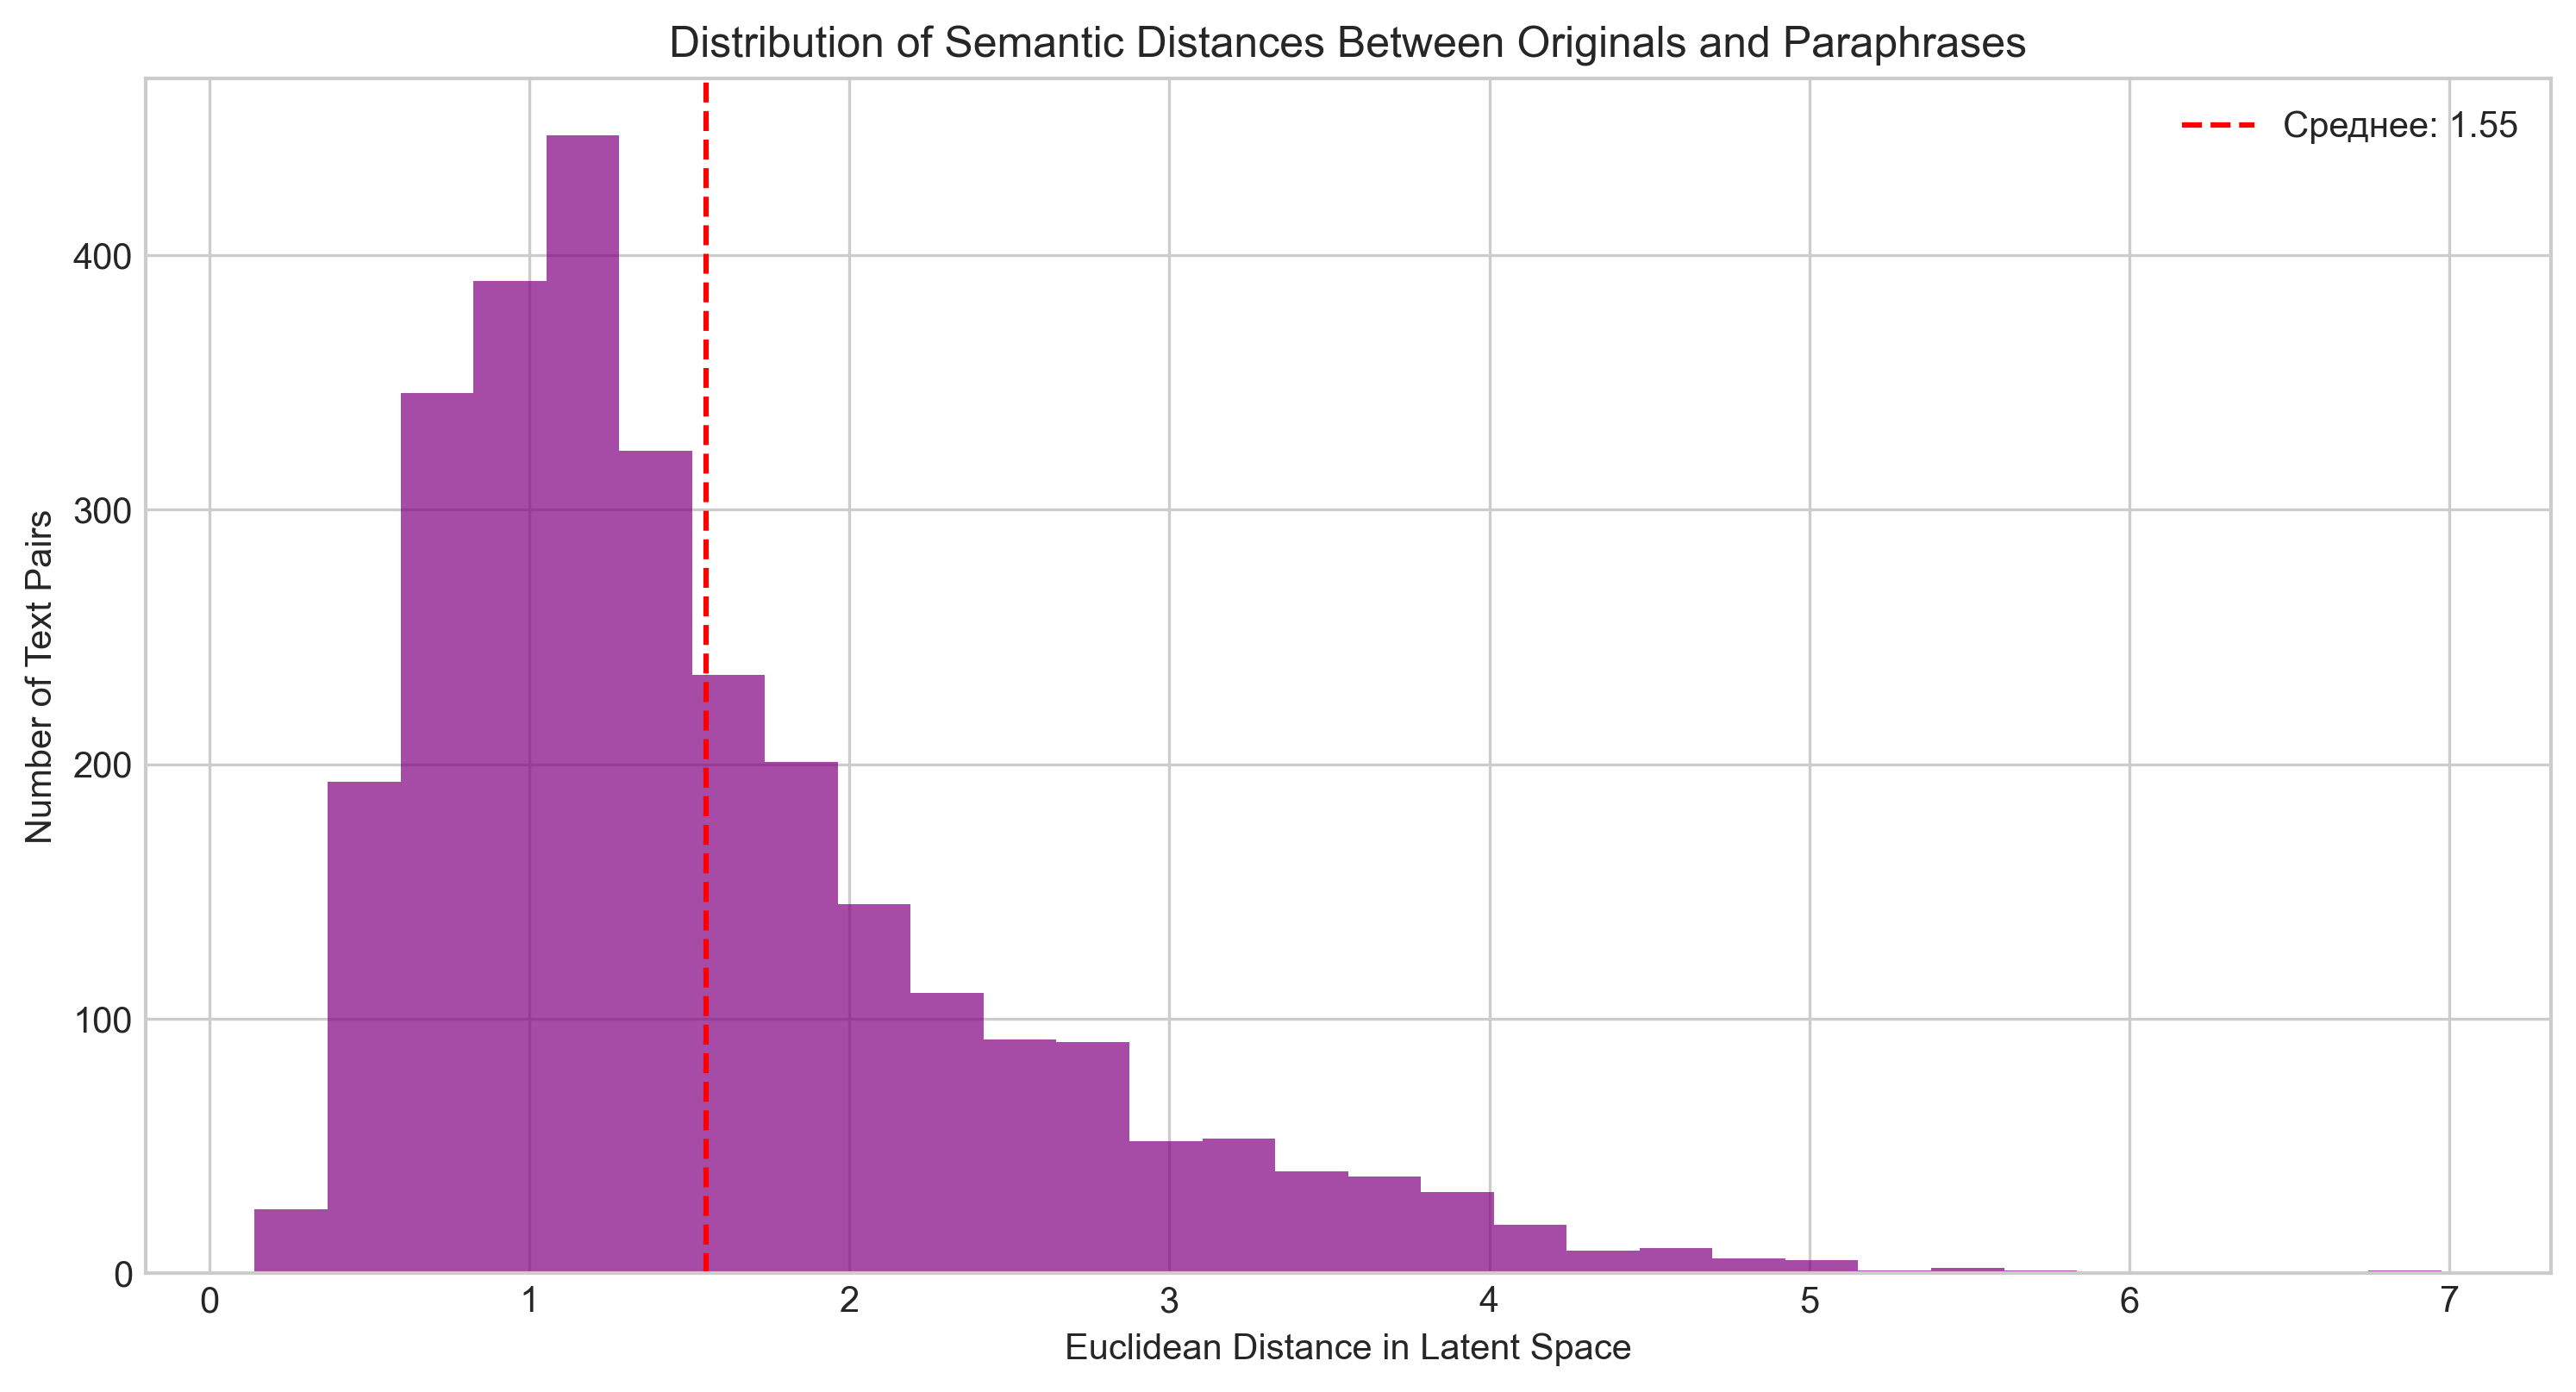 Distribution of Semantic Distances Between Originals and Paraphrases
Среднее: 1.55
Number of Text Pairs
400
300
200
100
0
0 1 2 3 4 5 6 7
Euclidean Distance in Latent Space